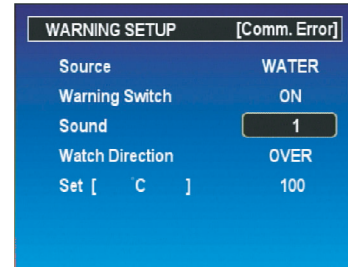 WARNING SETUP [Comm. Error]
Source WATER
Warning Switch ON
Sound 1
Watch Direction OVER
Set [ °C ] 100